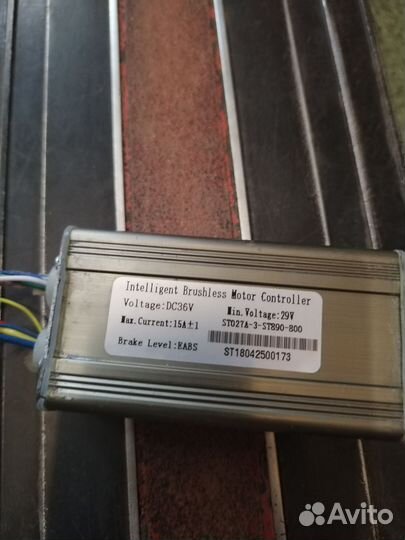 Intelligent Brushless Motor Controller
Voltage:DC36V Min. Voltage:29V
Max.Current:15A±1 ST027A-3-ST890-800
Brake Level:EABS ST18042500173
Avito